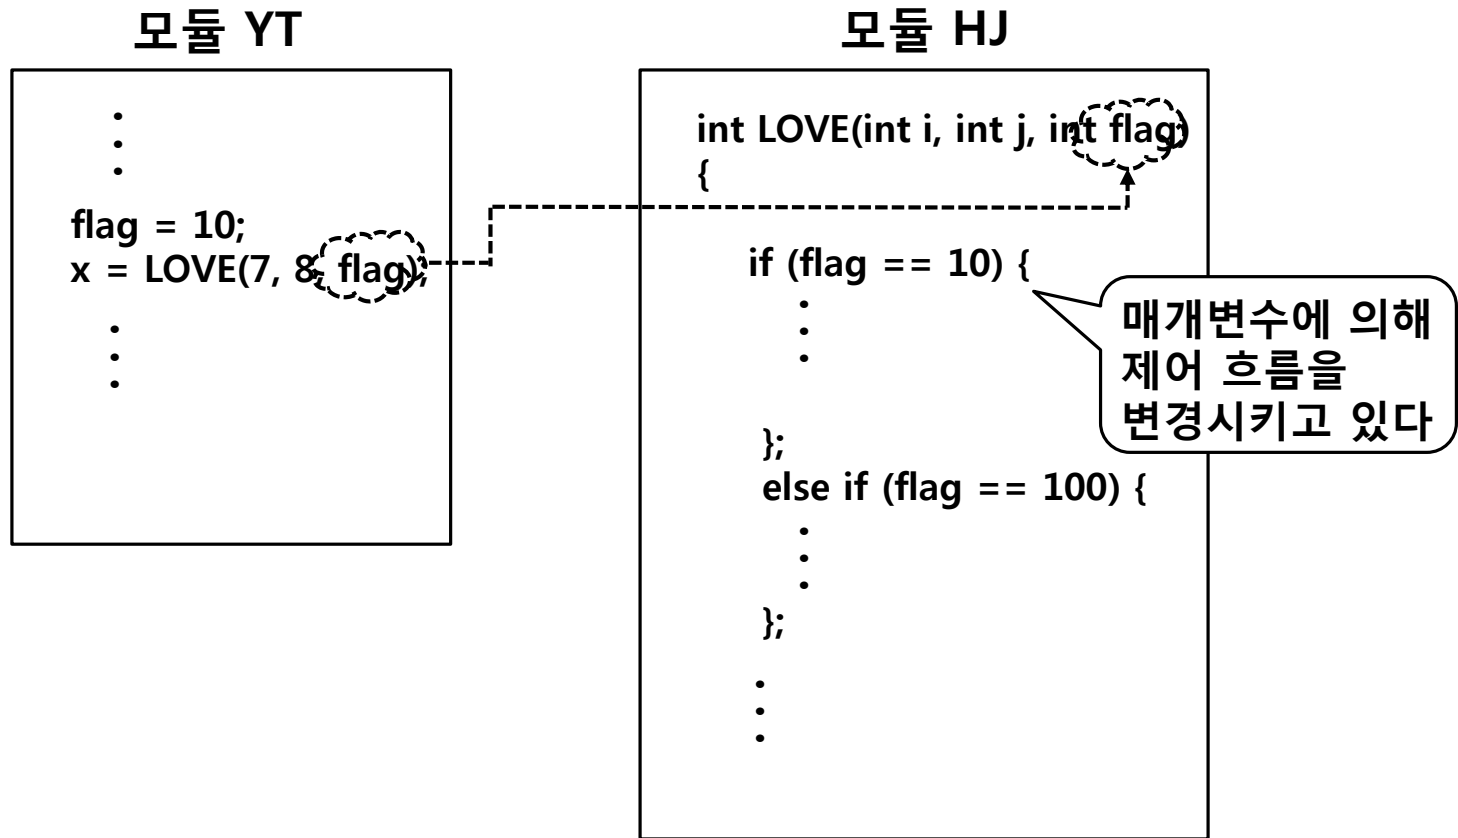 모듈 YT
flag = 10;
x = LOVE(7, 8, flag);
모듈 HJ
int LOVE(int i, int j, int flag)
{
if (flag == 10) {
매개변수에 의해
제어 흐름을
변경시키고 있다
};
else if (flag == 100) {
};